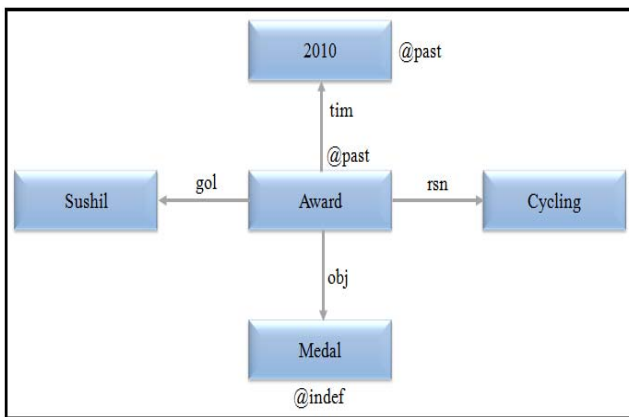 2010
@past
tim
@past
Sushil
gol
Award
rsn
Cycling
obj
Medal
@indef